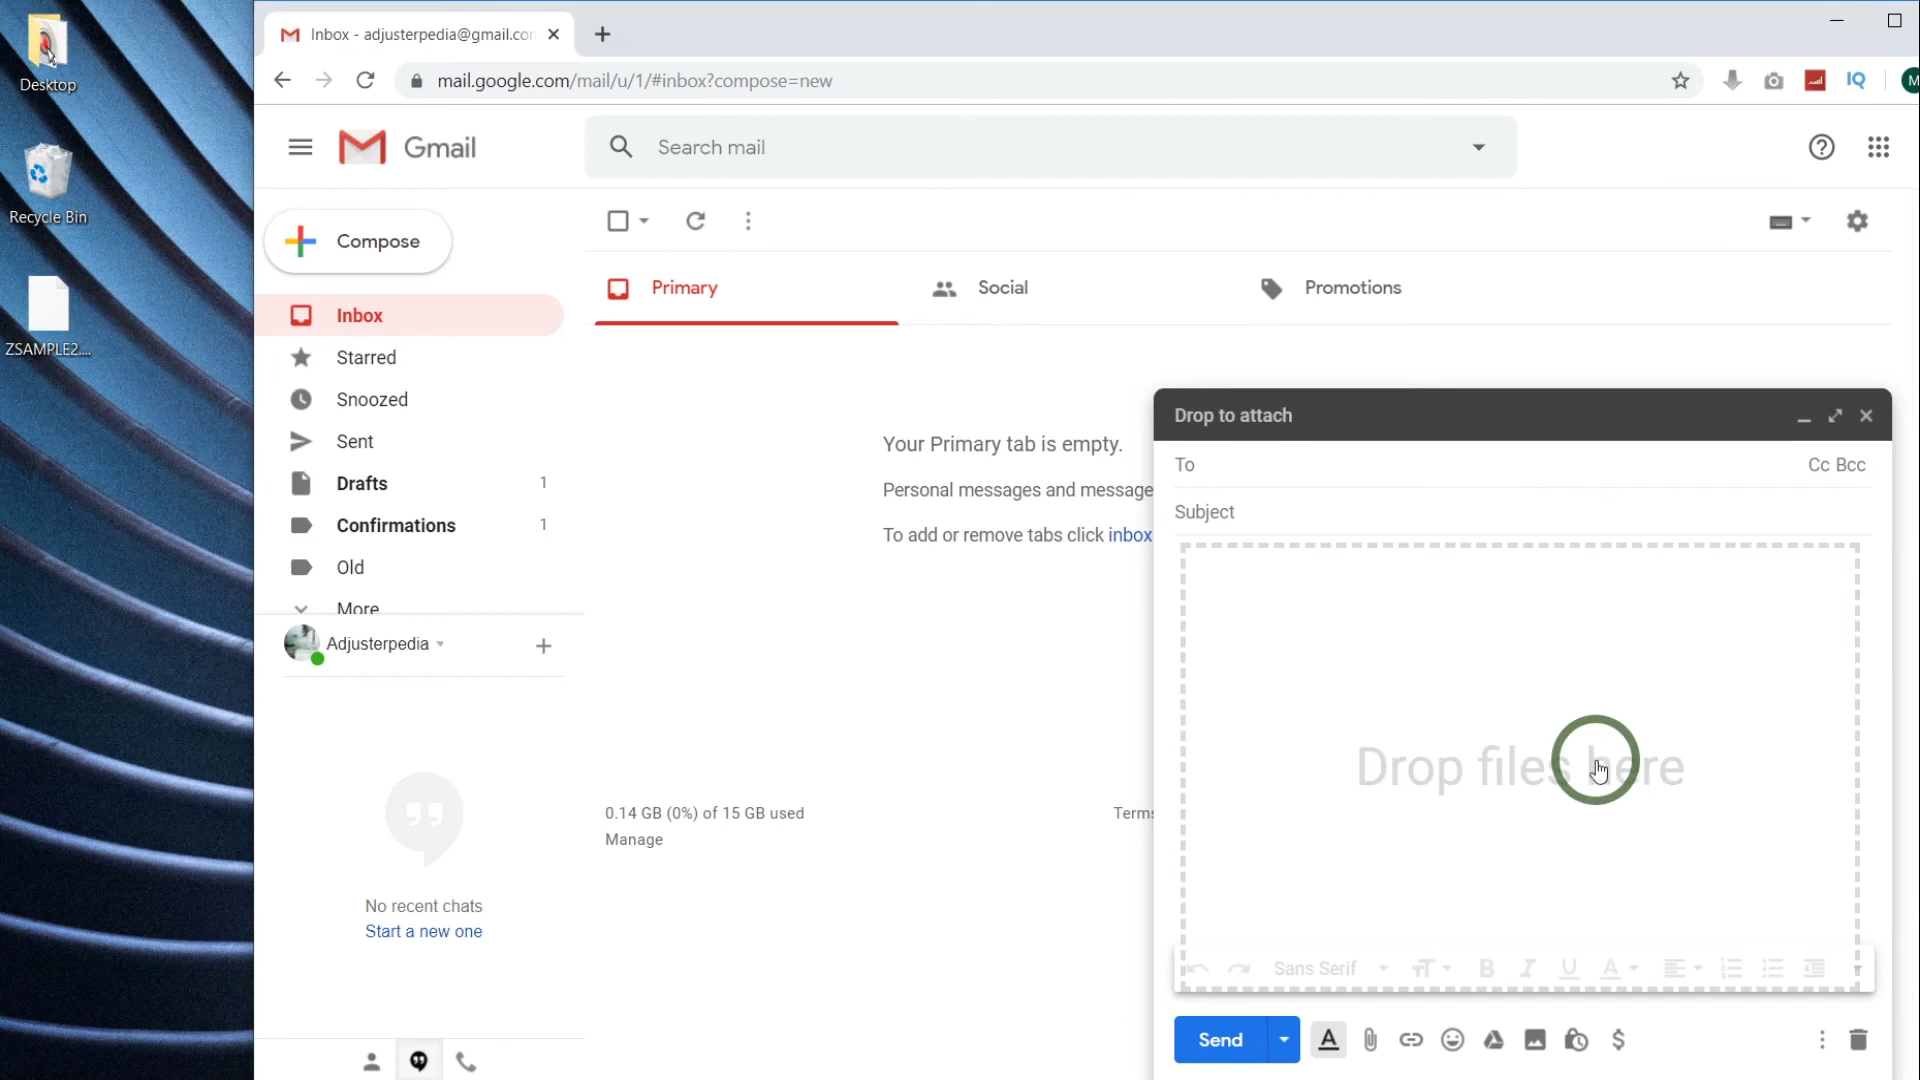 Desktop
Recycle Bin
ZSAMPLE2....
Inbox - adjusterpedia@gmail.co
mail.google.com/mail/u/1/#inbox?compose=new
IQ
M
Gmail
Search mail
Compose
Primary
Social
Promotions
Inbox
Starred
Snoozed
Sent
Drafts 1
Confirmations 1
Old
More
Adjusterpedia
Your Primary tab is empty.
Personal messages and message
To add or remove tabs click inbox
Drop to attach
To
Cc Bcc
Subject
Drop files here
0.14 GB (0%) of 15 GB used
Manage
Terms
No recent chats
Start a new one
Sans Serif
Send